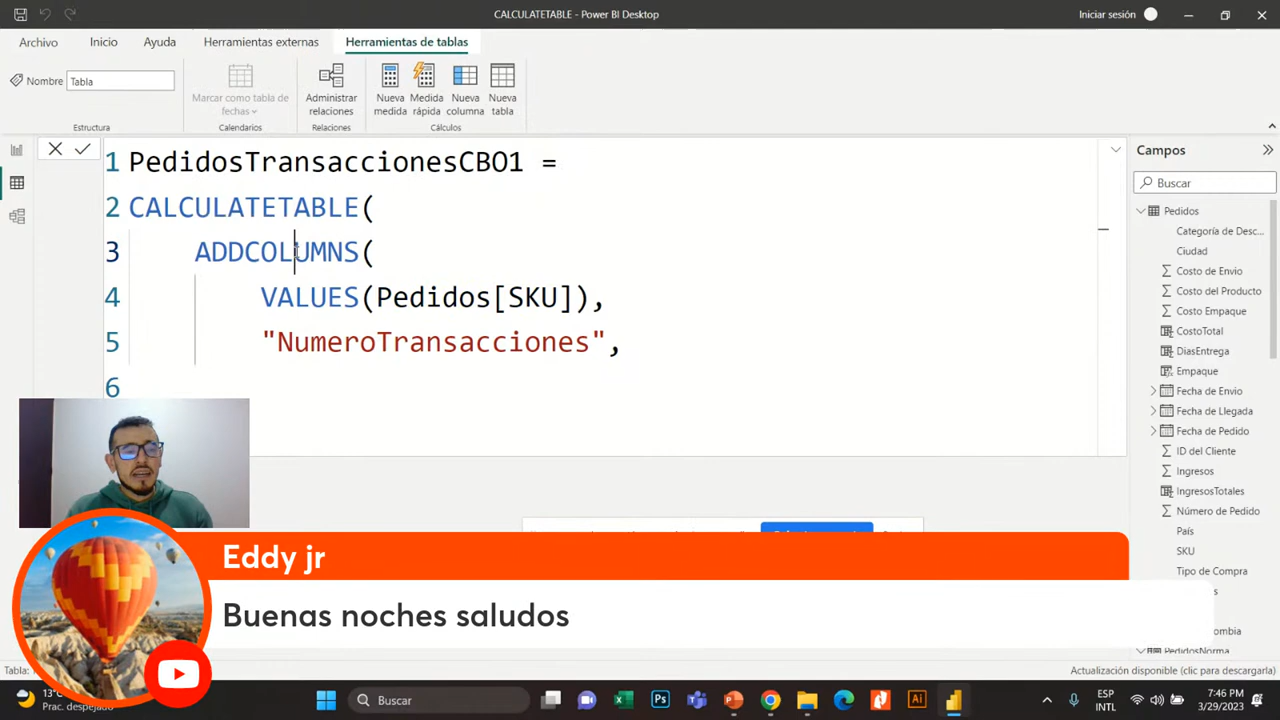 CALCULATETABLE - Power BI Desktop
Iniciar sesión
Archivo
Inicio
Ayuda
Herramientas externas
Herramientas de tablas
Nombre
Tabla
Marcar como tabla de
fechas
Administrar
relaciones
Nueva
medida
Medida
rápida
Nueva
columna
Nueva
tabla
Estructura
Calendarios
Relaciones
Cálculos
1 PedidosTransaccionesCBO1 =
2 CALCULATETABLE(
3 ADDCOLUMNS(
4 VALUES(Pedidos[SKU]),
5 "NumeroTransacciones",
6
Campos
Buscar
Pedidos
Categoría de Desc...
Ciudad
Costo de Envio
Costo del Producto
Costo Empaque
CostoTotal
DiasEntrega
Empaque
Fecha de Envio
Fecha de Llegada
Fecha de Pedido
ID del Cliente
Ingresos
IngresosTotales
Número de Pedido
País
SKU
Tipo de Compra
PedidosNorma
Eddy jr
Buenas noches saludos
Tabla:
Actualización disponible (clic para descargarla)
13°C
Prac. despejado
Buscar
ESP
INTL
7:46 PM
3/29/2023